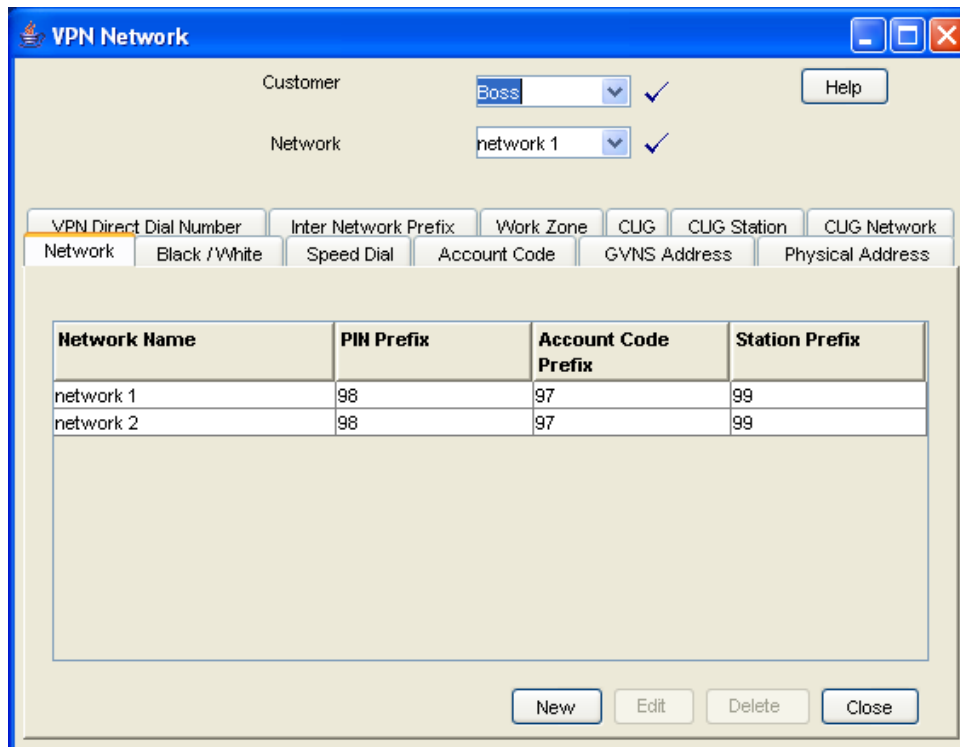 VPN Network
Customer Boss Help
Network network 1
VPN Direct Dial Number Inter Network Prefix Work Zone CUG CUG Station CUG Network
Network Black / White Speed Dial Account Code GVNS Address Physical Address
Network Name PIN Prefix Account Code Prefix Station Prefix
network 1 98 97 99
network 2 98 97 99
New Edit Delete Close